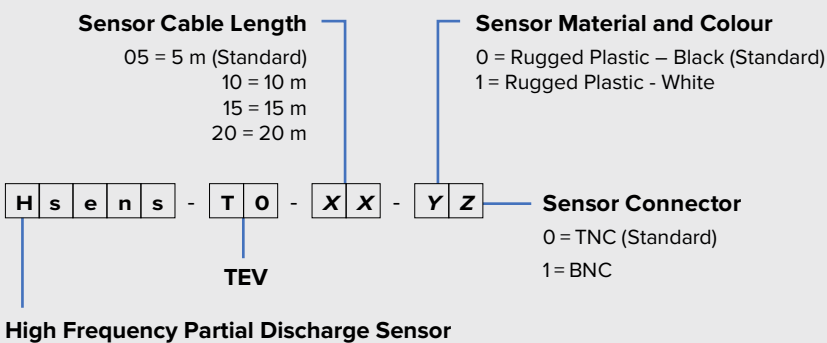 Sensor Cable Length
05 = 5 m (Standard)
10 = 10 m
15 = 15 m
20 = 20 m
Sensor Material and Colour
0 = Rugged Plastic – Black (Standard)
1 = Rugged Plastic - White
H s e n s - T 0 - X X - Y Z
Sensor Connector
0 = TNC (Standard)
1 = BNC
TEV
High Frequency Partial Discharge Sensor